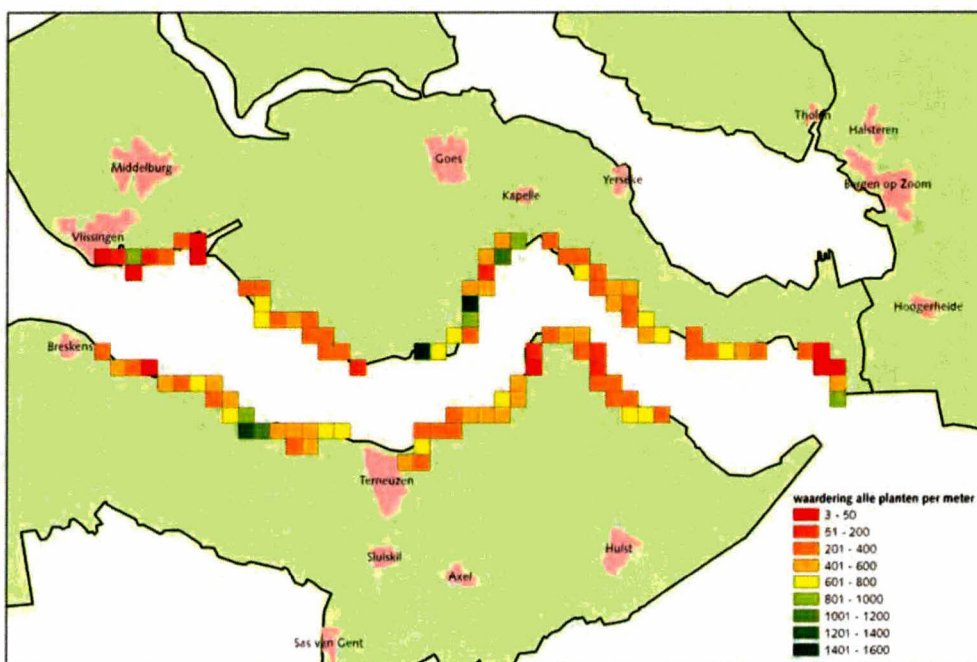 Tholen
Halsteren
Middelburg
Goes
Kapelle
Yerseke
Bergen op Zoom
Vlissingen
Hoogerheide
Breskens
Terneuzen
Sluiskil
Axel
Hulst
Sas van Gent
waardering alle planten per meter
3 - 50
51 - 200
201 - 400
401 - 600
601 - 800
801 - 1000
1001 - 1200
1201 - 1400
1401 - 1600